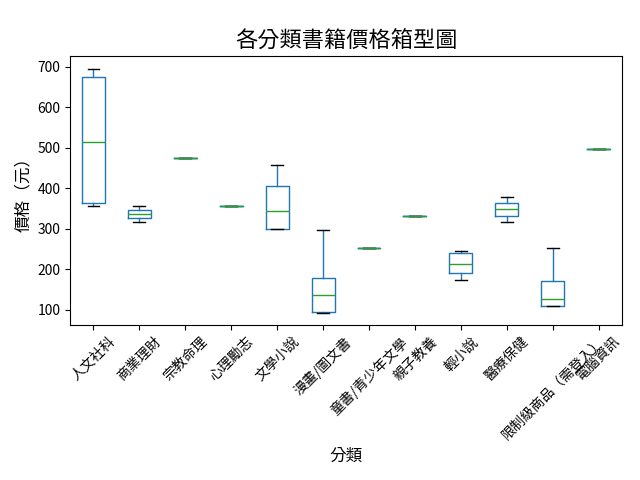 各分類書籍價格箱型圖
700
600
500
400
300
200
100
價格（元）
人文社科
商業理財
宗教命理
心理勵志
文學小說
漫畫/圖文書
童書/青少年文學
親子教養
輕小說
醫療保健
限制級商品（需登入）
電腦資訊
分類